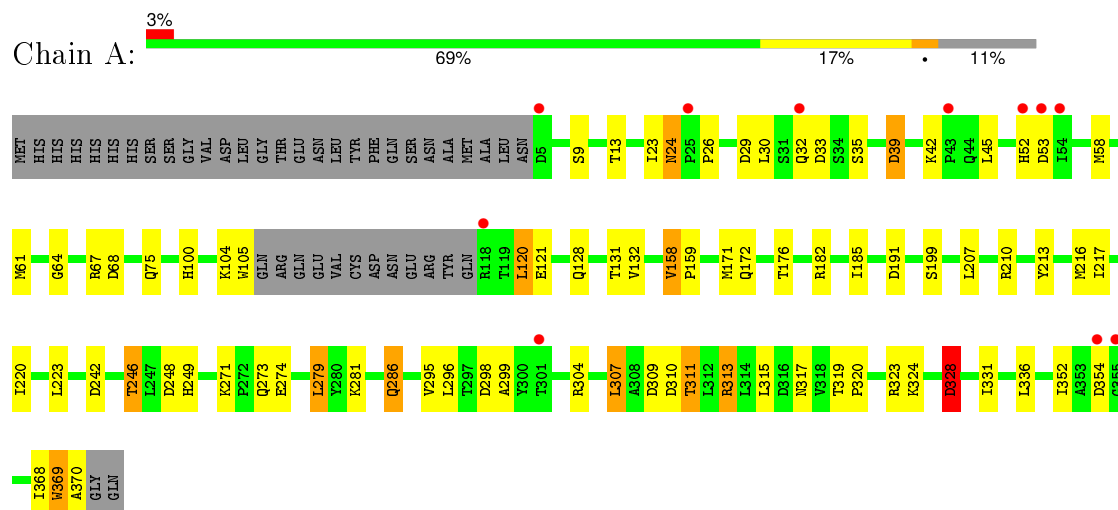 3%
Chain A:
69% 17% • 11%
MET HIS HIS HIS HIS HIS HIS SER SER GLY VAL ASP LEU GLY THR GLU ASN LEU TYR PHE GLN SER ASN ALA MET ALA LEU ASN D5 S9 T13 I23 N24 P25 P26 D29 L30 S31 Q32 D33 S34 S35 D39 K42 P43 Q44 L45 H52 D53 I54 M58
M61 G64 R67 D68 Q75 H100 K104 W105 GLN ARG GLN GLU VAL CYS ASP ASN GLU ARG TYR GLN R118 T119 L120 E121 Q128 T131 V132 V158 P159 M171 Q172 T176 R182 I185 D191 S199 L207 R210 Y213 M216 I217
I220 L223 D242 T246 L247 D248 H249 K271 P272 Q273 E274 L279 Y280 K281 Q286 V295 L296 T297 D298 A299 Y300 T301 R304 L307 A308 D309 D310 T311 L312 R313 L314 L315 D316 N317 V318 T319 P320 R323 K324 D328 I331 L336 I352 A353 D354
I368 W369 A370 GLY GLN